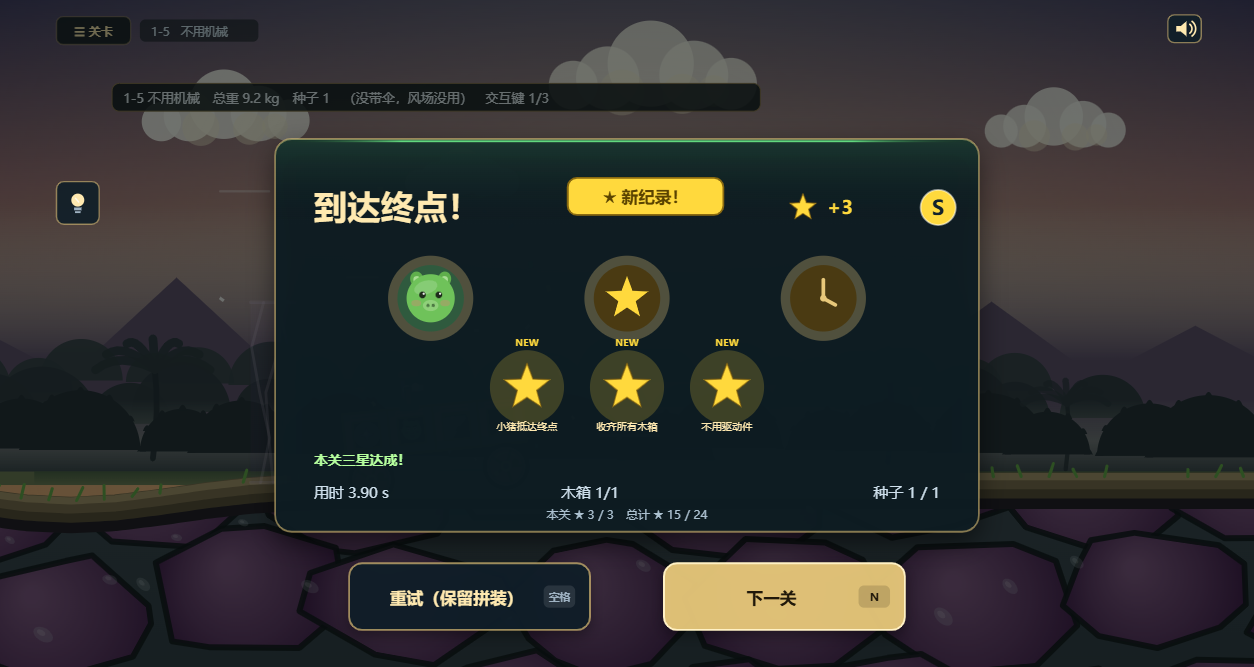 ☰ 关卡
1-5 不用机械
1-5 不用机械 总重 9.2 kg 种子 1 （没带伞，风场没用） 交互键 1/3
到达终点！
★ 新纪录！
+3
S
NEW
NEW
NEW
小猪抵达终点
收齐所有木箱
不用驱动件
本关三星达成！
用时 3.90 s
木箱 1/1
种子 1 / 1
本关 ★ 3 / 3 总计 ★ 15 / 24
重试（保留拼装） 空格
下一关 N